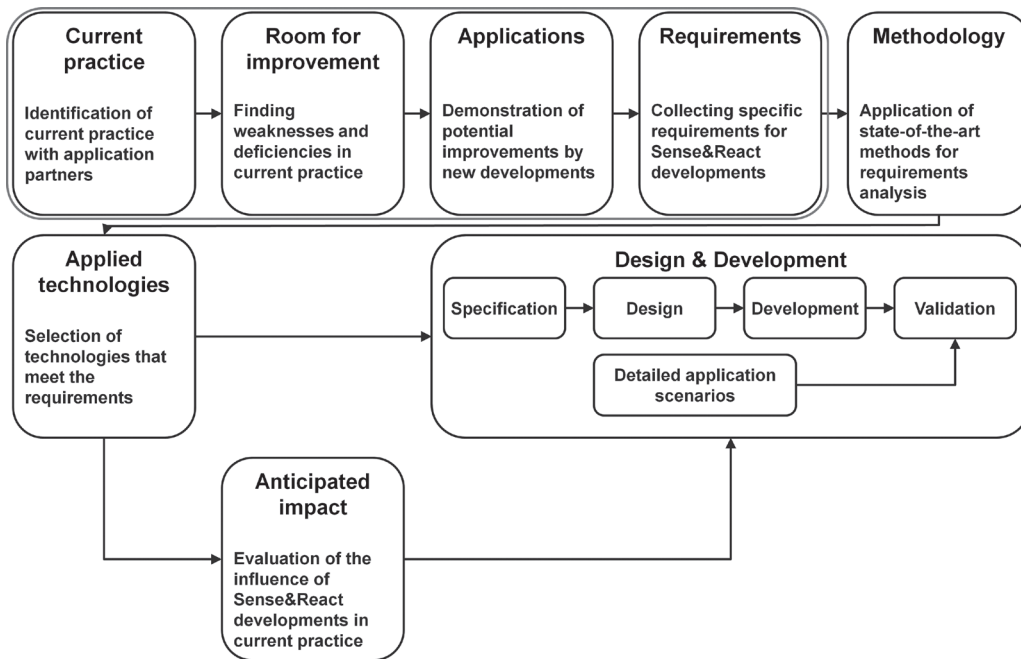 Current
practice
Identification of
current practice
with application
partners
Room for
improvement
Finding
weaknesses and
deficiencies in
current practice
Applications
Demonstration of
potential
improvements by
new developments
Requirements
Collecting specific
requirements for
Sense&React
developments
Methodology
Application of
state-of-the-art
methods for
requirements
analysis
Applied
technologies
Selection of
technologies that
meet the
requirements
Design & Development
Specification
Design
Development
Validation
Detailed application
scenarios
Anticipated
impact
Evaluation of the
influence of
Sense&React
developments in
current practice